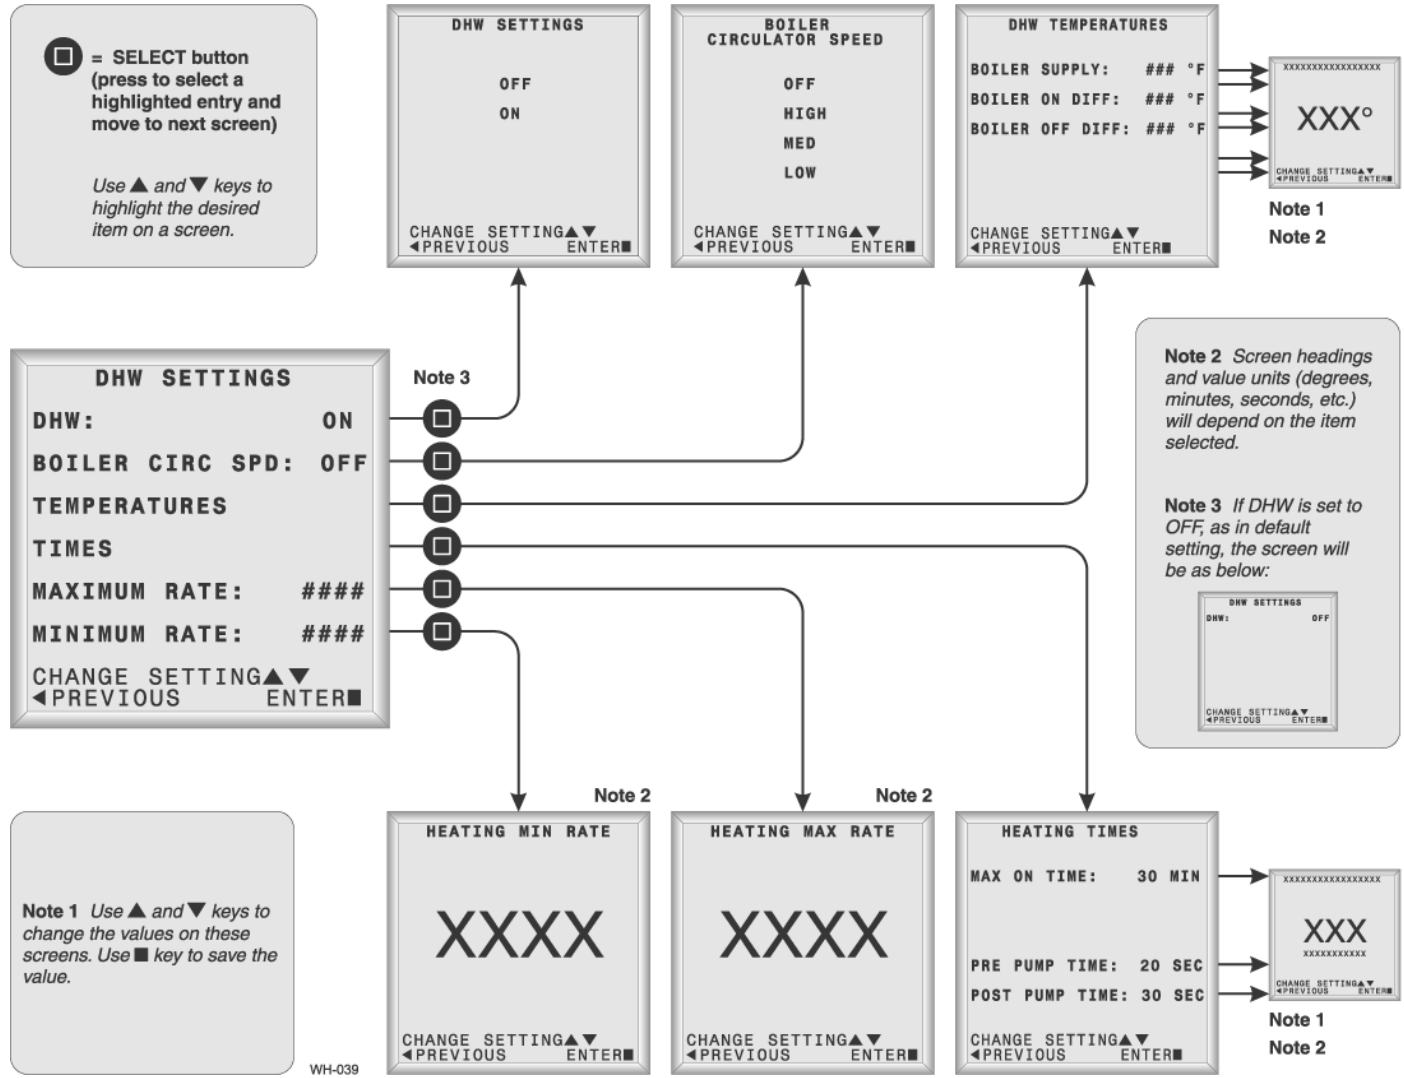 = SELECT button
(press to select a
highlighted entry and
move to next screen)
Use ▲ and ▼ keys to
highlight the desired
item on a screen.
DHW SETTINGS
OFF
ON
CHANGE SETTING▲▼
◀PREVIOUS ENTER■
BOILER
CIRCULATOR SPEED
OFF
HIGH
MED
LOW
CHANGE SETTING▲▼
◀PREVIOUS ENTER■
DHW TEMPERATURES
BOILER SUPPLY: ### °F
BOILER ON DIFF: ### °F
BOILER OFF DIFF: ### °F
CHANGE SETTING▲▼
◀PREVIOUS ENTER■
XXXXXXXXXXXXXXXXX
XXX°
CHANGE SETTING▲▼
◀PREVIOUS ENTER■
Note 1
Note 2
DHW SETTINGS
DHW: ON
BOILER CIRC SPD: OFF
TEMPERATURES
TIMES
MAXIMUM RATE: ####
MINIMUM RATE: ####
CHANGE SETTING▲▼
◀PREVIOUS ENTER■
Note 3
Note 2 Screen headings
and value units (degrees,
minutes, seconds, etc.)
will depend on the item
selected.
Note 3 If DHW is set to
OFF, as in default
setting, the screen will
be as below:
DHW SETTINGS
DHW: OFF
CHANGE SETTING▲▼
◀PREVIOUS ENTER■
Note 1 Use ▲ and ▼ keys to
change the values on these
screens. Use ■ key to save the
value.
WH-039
Note 2
HEATING MIN RATE
XXXX
CHANGE SETTING▲▼
◀PREVIOUS ENTER■
Note 2
HEATING MAX RATE
XXXX
CHANGE SETTING▲▼
◀PREVIOUS ENTER■
HEATING TIMES
MAX ON TIME: 30 MIN
PRE PUMP TIME: 20 SEC
POST PUMP TIME: 30 SEC
CHANGE SETTING▲▼
◀PREVIOUS ENTER■
XXXXXXXXXXXXXXXXX
XXX
XXXXXXXXXXX
CHANGE SETTING▲▼
◀PREVIOUS ENTER■
Note 1
Note 2